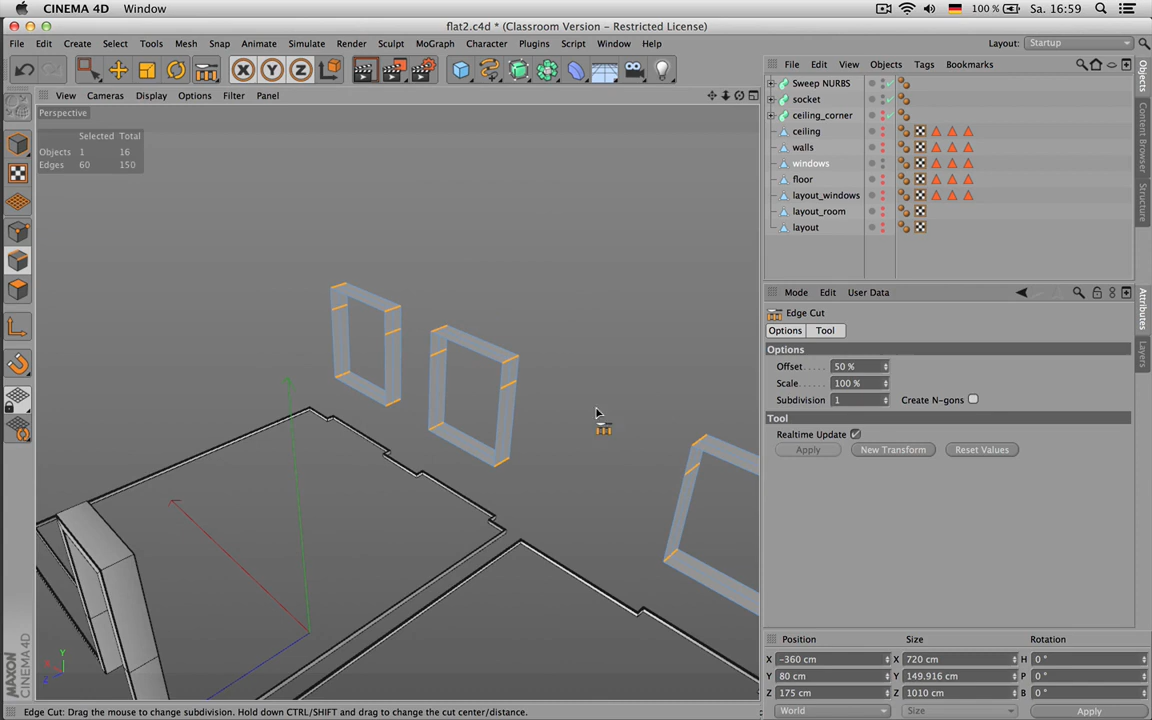 CINEMA 4D Window 100 % Sa. 16:59
flat2.c4d * (Classroom Version - Restricted License)
File Edit Create Select Tools Mesh Snap Animate Simulate Render Sculpt MoGraph Character Plugins Script Window Help Layout: Startup
X Y Z
File Edit View Objects Tags Bookmarks
View Cameras Display Options Filter Panel
Perspective
Selected Total
Objects 1 16
Edges 60 150
Sweep NURBS
socket
ceiling_corner
ceiling
walls
windows
floor
layout_windows
layout_room
layout
Objects
Content Browser
Structure
Mode Edit User Data
Edge Cut
Options Tool
Options
Offset . . . . . 50 %
Scale. . . . . . 100 %
Subdivision 1 Create N-gons
Tool
Realtime Update
Apply New Transform Reset Values
Attributes
Layers
Position Size Rotation
X -360 cm X 720 cm H 0 °
Y 80 cm Y 149.916 cm P 0 °
Z 175 cm Z 1010 cm B 0 °
World Size Apply
Y
X
Z
MAXON
CINEMA 4D
Edge Cut: Drag the mouse to change subdivision. Hold down CTRL/SHIFT and drag to change the cut center/distance.